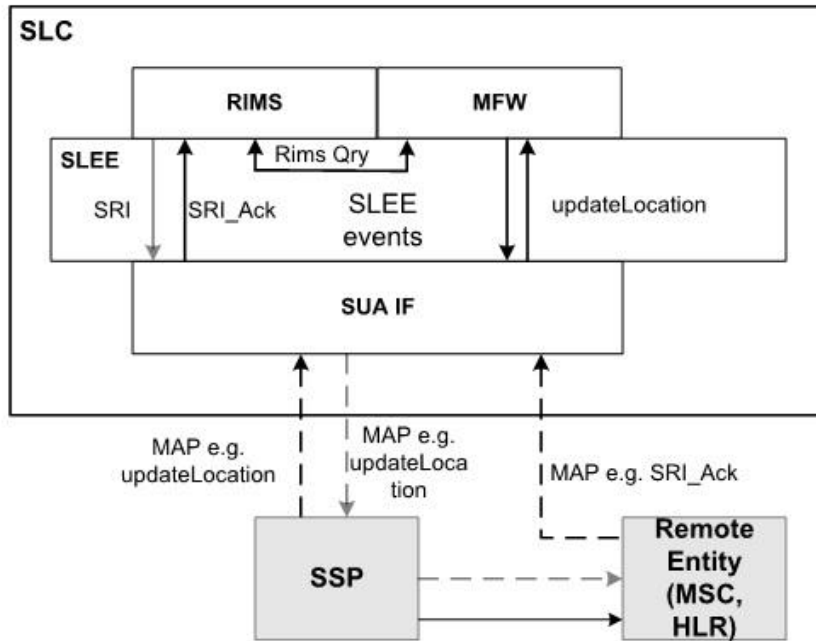 SLC
RIMS
MFW
SLEE
Rims Qry
SRI
SRI_Ack
SLEE
events
updateLocation
SUA IF
MAP e.g.
updateLocation
MAP e.g.
updateLoca
tion
MAP e.g. SRI_Ack
SSP
Remote
Entity
(MSC,
HLR)